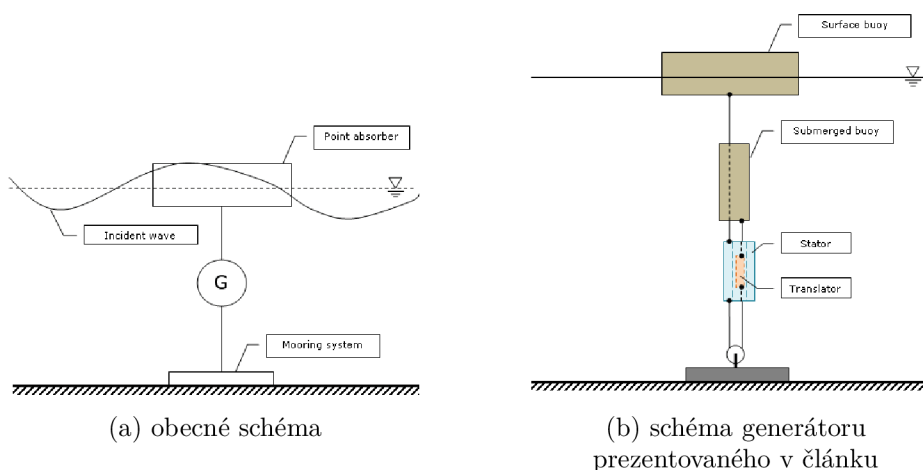 Point absorber
Incident wave
G
Mooring system
(a) obecné schéma
Surface buoy
Submerged buoy
Stator
Translator
(b) schéma generátoru
prezentovaného v článku